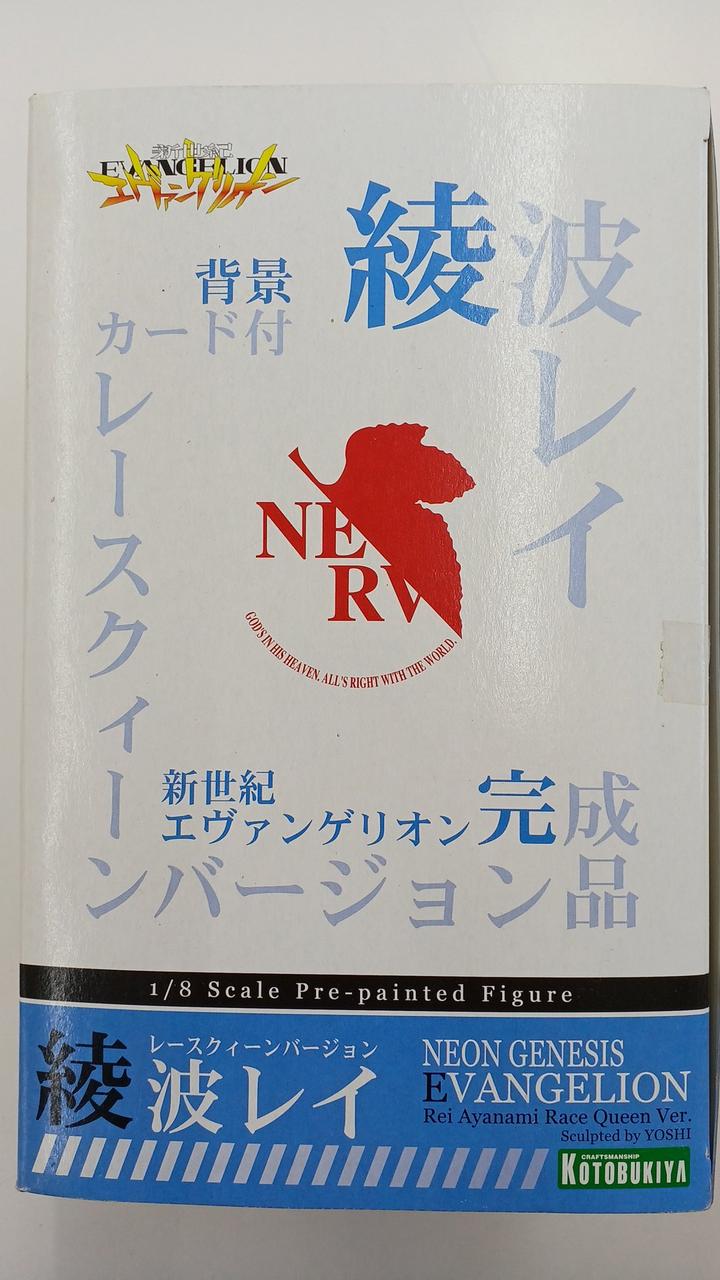 新世紀
EVANGELION
エヴァンゲリオン
綾波レイ
背景
カード付
レースクィーンバージョン
NERV
GOD'S IN HIS HEAVEN. ALL'S RIGHT WITH THE WORLD.
新世紀
エヴァンゲリオン
完成品
1/8 Scale Pre-painted Figure
レースクィーンバージョン
綾波レイ
NEON GENESIS
EVANGELION
Rei Ayanami Race Queen Ver.
Sculpted by YOSHI
CRAFTSMANSHIP
KOTOBUKIYA